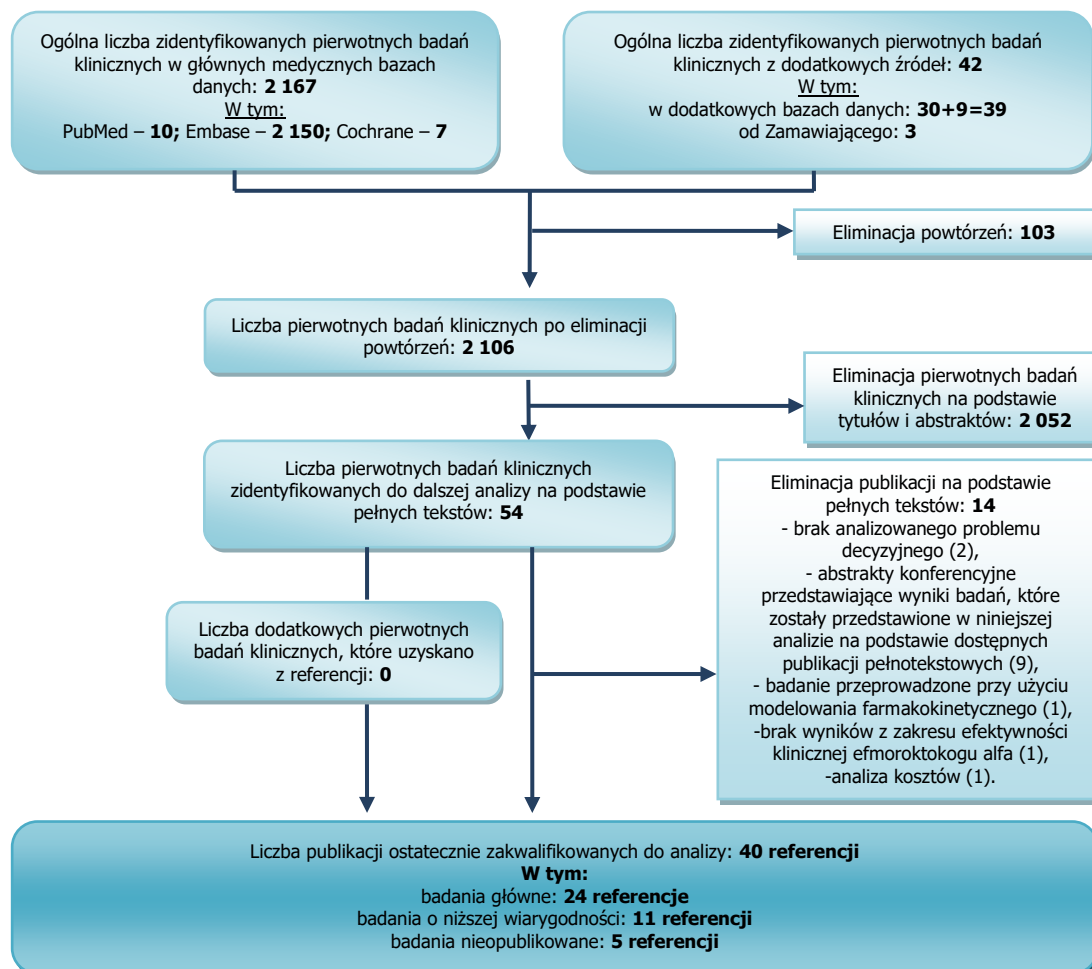 Ogólna liczba zidentyfikowanych pierwotnych badań
klinicznych w głównych medycznych bazach
danych: 2 167
W tym:
PubMed – 10; Embase – 2 150; Cochrane – 7
Ogólna liczba zidentyfikowanych pierwotnych badań
klinicznych z dodatkowych źródeł: 42
W tym:
w dodatkowych bazach danych: 30+9=39
od Zamawiającego: 3
Eliminacja powtórzeń: 103
Liczba pierwotnych badań klinicznych po eliminacji
powtórzeń: 2 106
Eliminacja pierwotnych badań
klinicznych na podstawie
tytułów i abstraktów: 2 052
Liczba pierwotnych badań klinicznych
zidentyfikowanych do dalszej analizy na podstawie
pełnych tekstów: 54
Eliminacja publikacji na podstawie
pełnych tekstów: 14
- brak analizowanego problemu
decyzyjnego (2),
- abstrakty konferencyjne
przedstawiające wyniki badań, które
zostały przedstawione w niniejszej
analizie na podstawie dostępnych
publikacji pełnotekstowych (9),
- badanie przeprowadzone przy użyciu
modelowania farmakokinetycznego (1),
-brak wyników z zakresu efektywności
klinicznej efmoroktokogu alfa (1),
-analiza kosztów (1).
Liczba dodatkowych pierwotnych
badań klinicznych, które uzyskano
z referencji: 0
Liczba publikacji ostatecznie zakwalifikowanych do analizy: 40 referencji
W tym:
badania główne: 24 referencje
badania o niższej wiarygodności: 11 referencji
badania nieopublikowane: 5 referencji